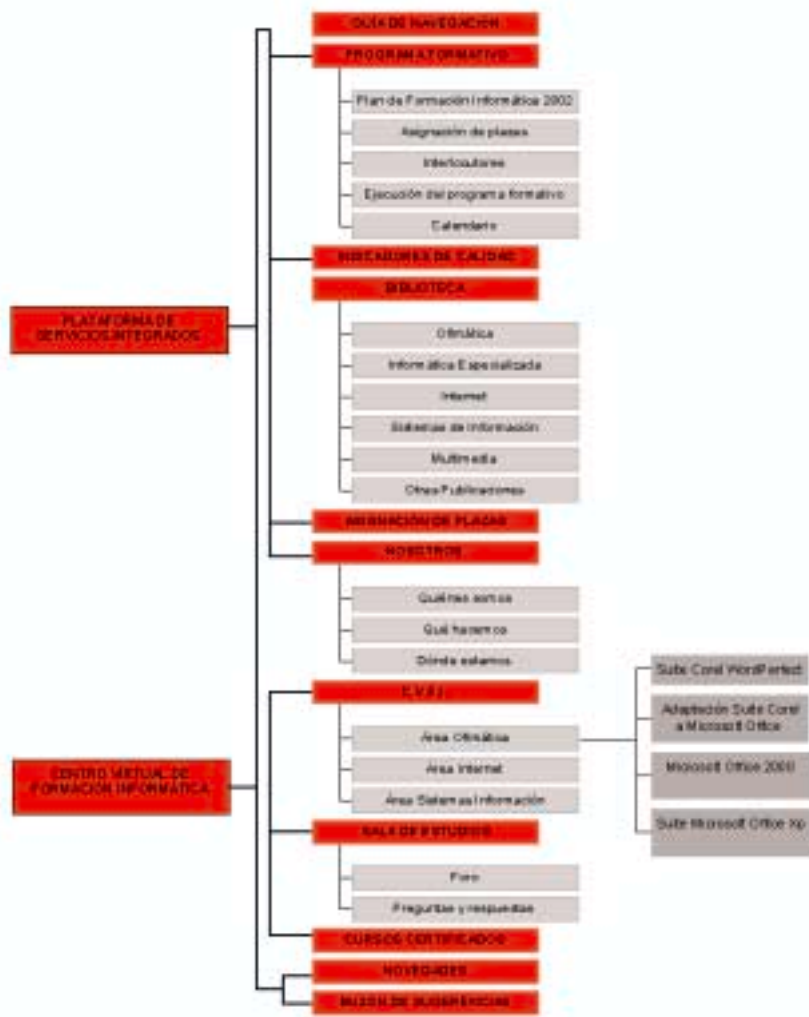 GUÍA DE NAVEGACIÓN
PROGRAMA FORMATIVO
Plan de Formación Informática 2002
Asignación de plazas
Interlocutores
Ejecución del programa formativo
Calendario
INDICADORES DE CALIDAD
BIBLIOTECA
PLATAFORMA DE
SERVICIOS INTEGRADOS
Ofimática
Informática Especializada
Internet
Sistemas de Información
Multimedia
Otras Publicaciones
ASIGNACIÓN DE PLAZAS
NOSOTROS
Quiénes somos
Qué hacemos
Dónde estamos
C.V.F.I.
Área Ofimática
Área Internet
Área Sistemas Información
Suite Corel WordPerfect
Adaptación Suite Corel
a Microsoft Office
Microsoft Office 2000
Suite Microsoft Office Xp
CENTRO VIRTUAL DE
FORMACIÓN INFORMÁTICA
SALA DE ESTUDIOS
Foro
Preguntas y respuestas
CURSOS CERTIFICADOS
NOVEDADES
BUZÓN DE SUGERENCIAS